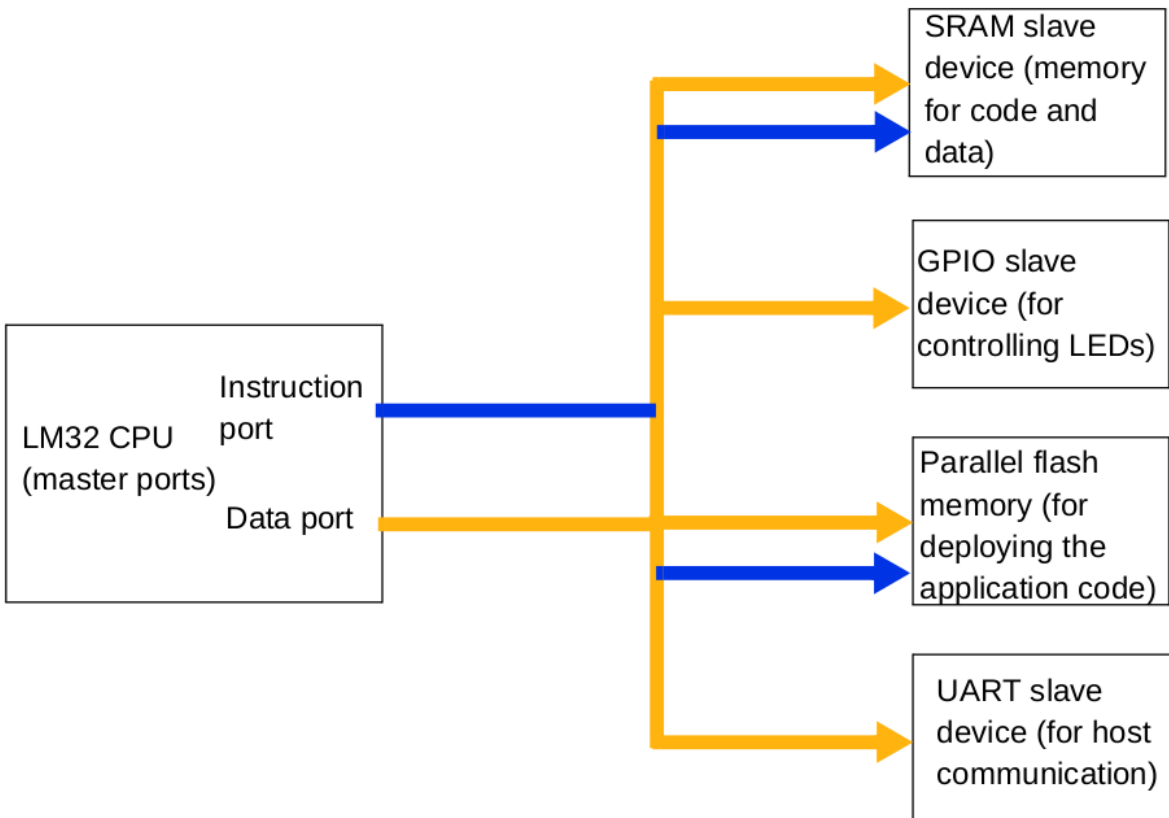 SRAM slave
device (memory
for code and
data)
GPIO slave
device (for
controlling LEDs)
Instruction
port
LM32 CPU
(master ports)
Data port
Parallel flash
memory (for
deploying the
application code)
UART slave
device (for host
communication)